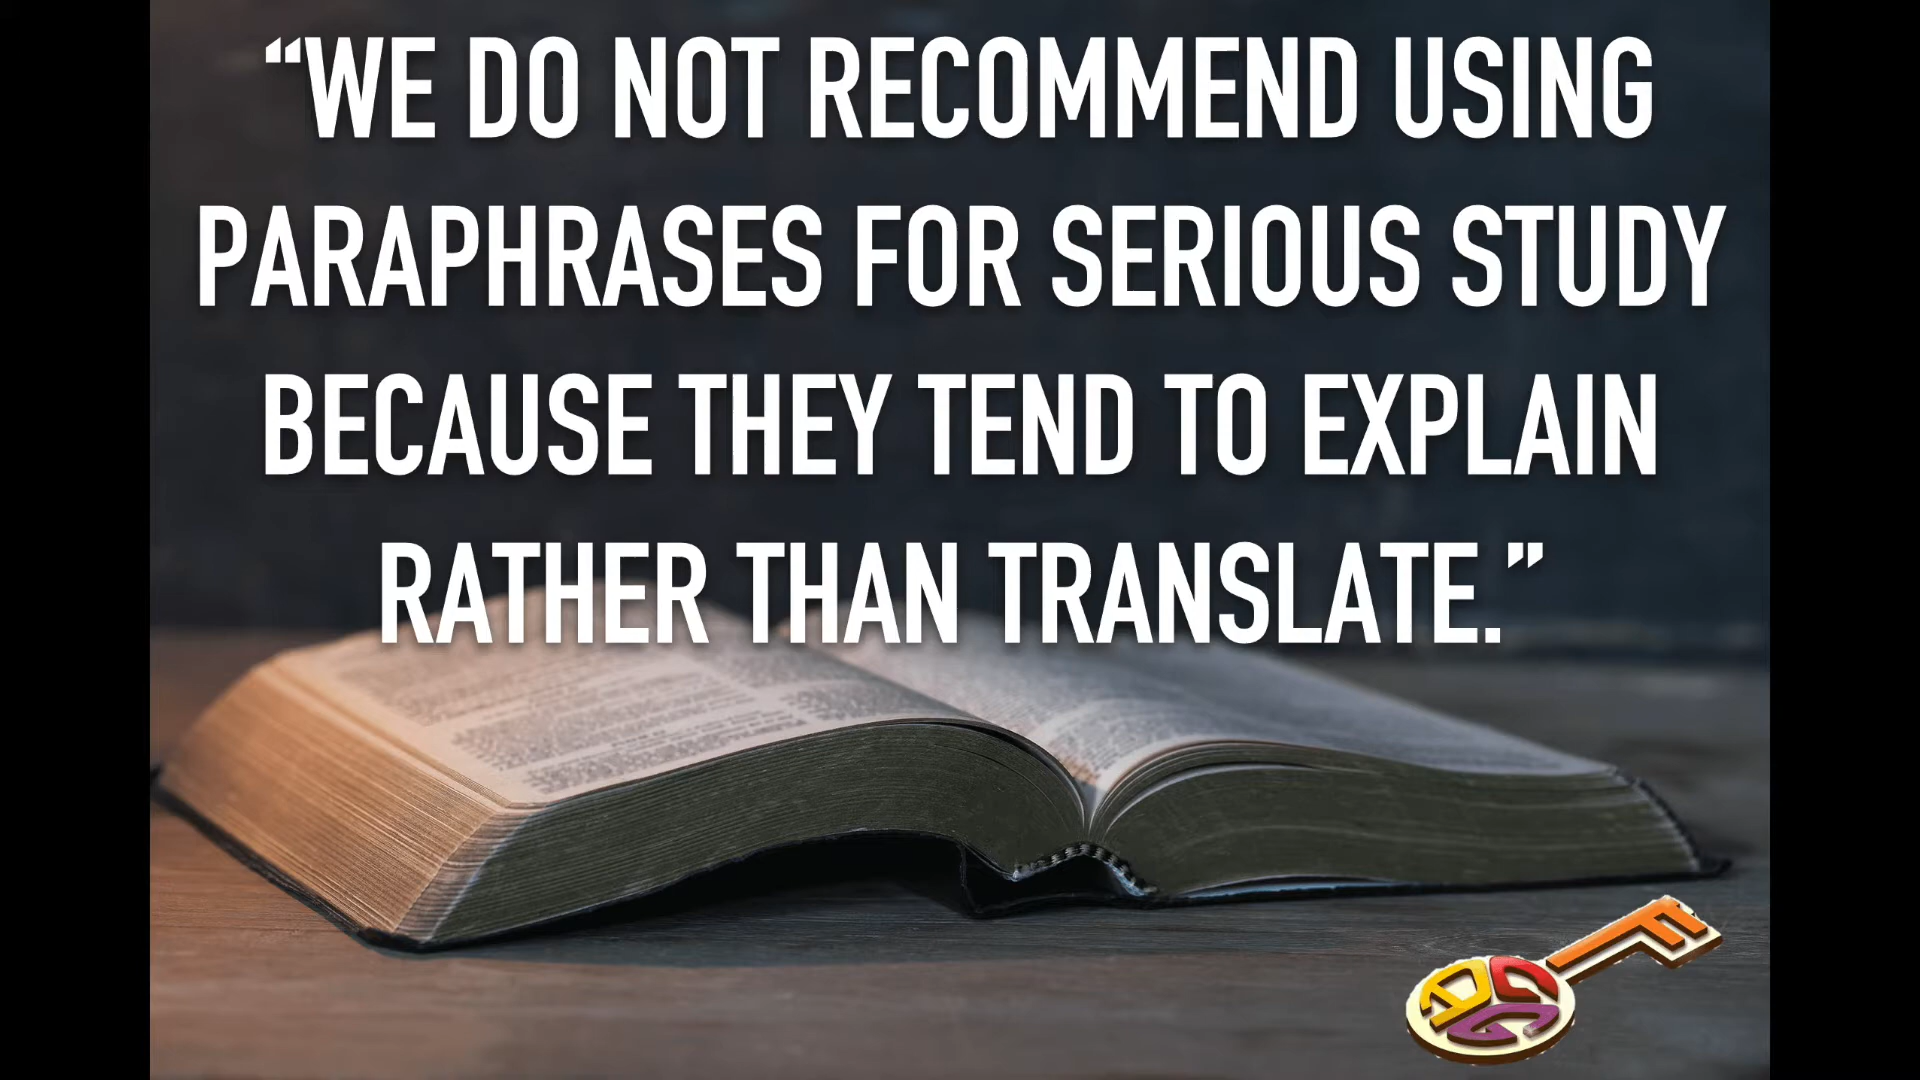 “WE DO NOT RECOMMEND USING
PARAPHRASES FOR SERIOUS STUDY
BECAUSE THEY TEND TO EXPLAIN
RATHER THAN TRANSLATE.”